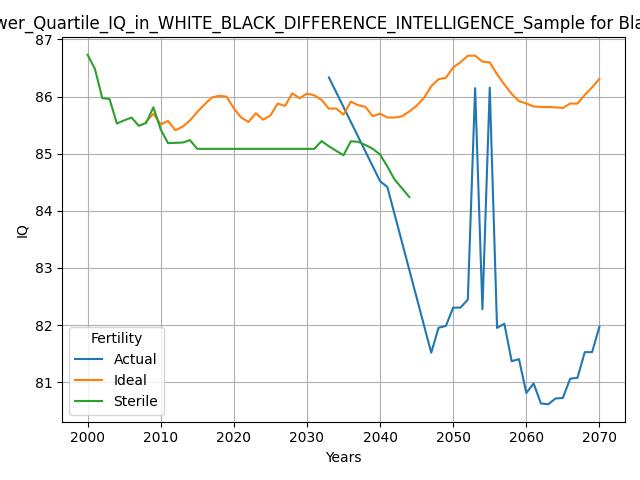 wer_Quartile_IQ_in_WHITE_BLACK_DIFFERENCE_INTELLIGENCE_Sample for Bla
87
86
85
84
83
82
81
IQ
2000 2010 2020 2030 2040 2050 2060 2070
Years
Fertility
Actual
Ideal
Sterile